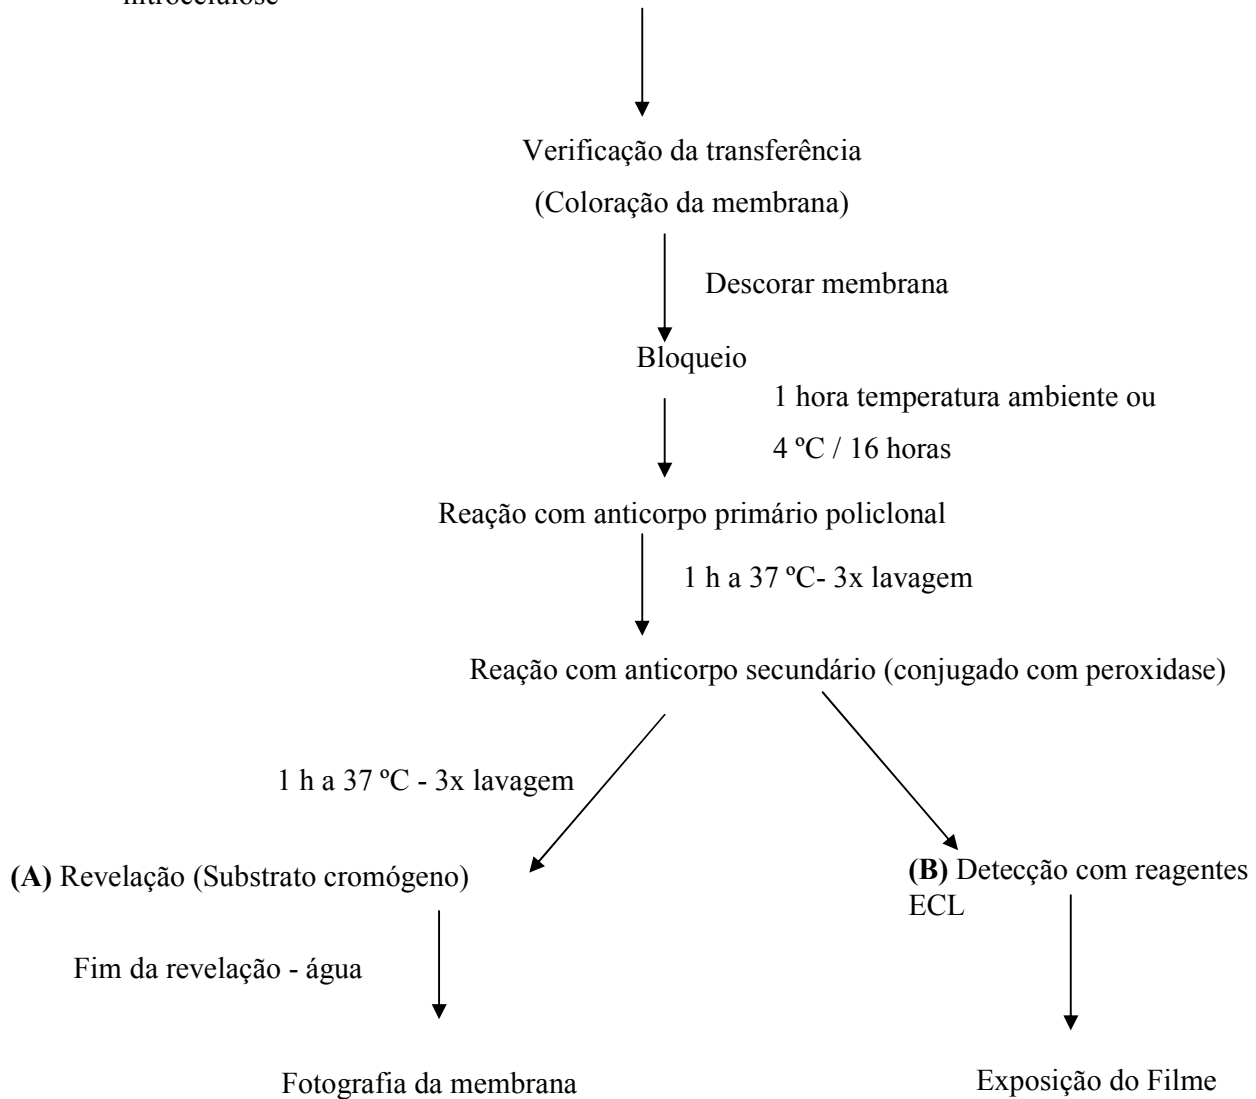 nitrocelulose
Verificação da transferência
(Coloração da membrana)
Descorar membrana
Bloqueio
1 hora temperatura ambiente ou
4 ºC / 16 horas
Reação com anticorpo primário policlonal
1 h a 37 ºC- 3x lavagem
Reação com anticorpo secundário (conjugado com peroxidase)
1 h a 37 ºC - 3x lavagem
(A) Revelação (Substrato cromógeno)
(B) Detecção com reagentes
ECL
Fim da revelação - água
Fotografia da membrana
Exposição do Filme